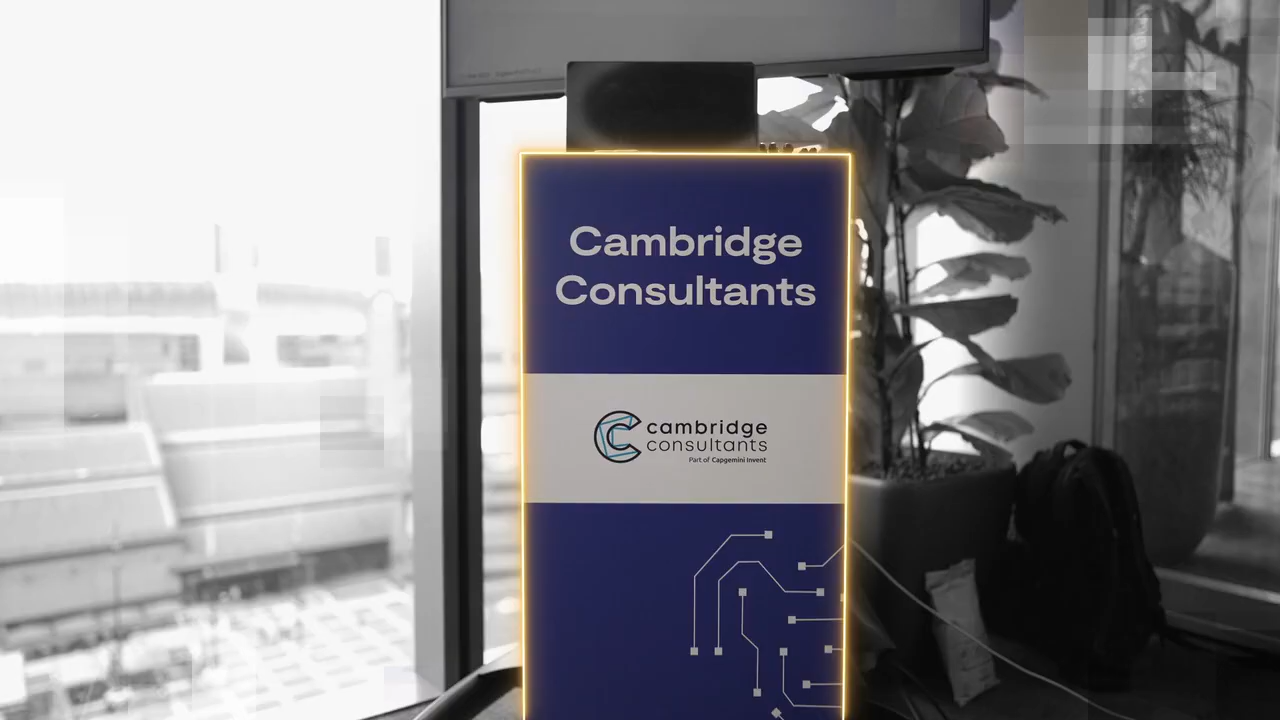 Cambridge
Consultants
cambridge
consultants
Part of Capgemini Invent